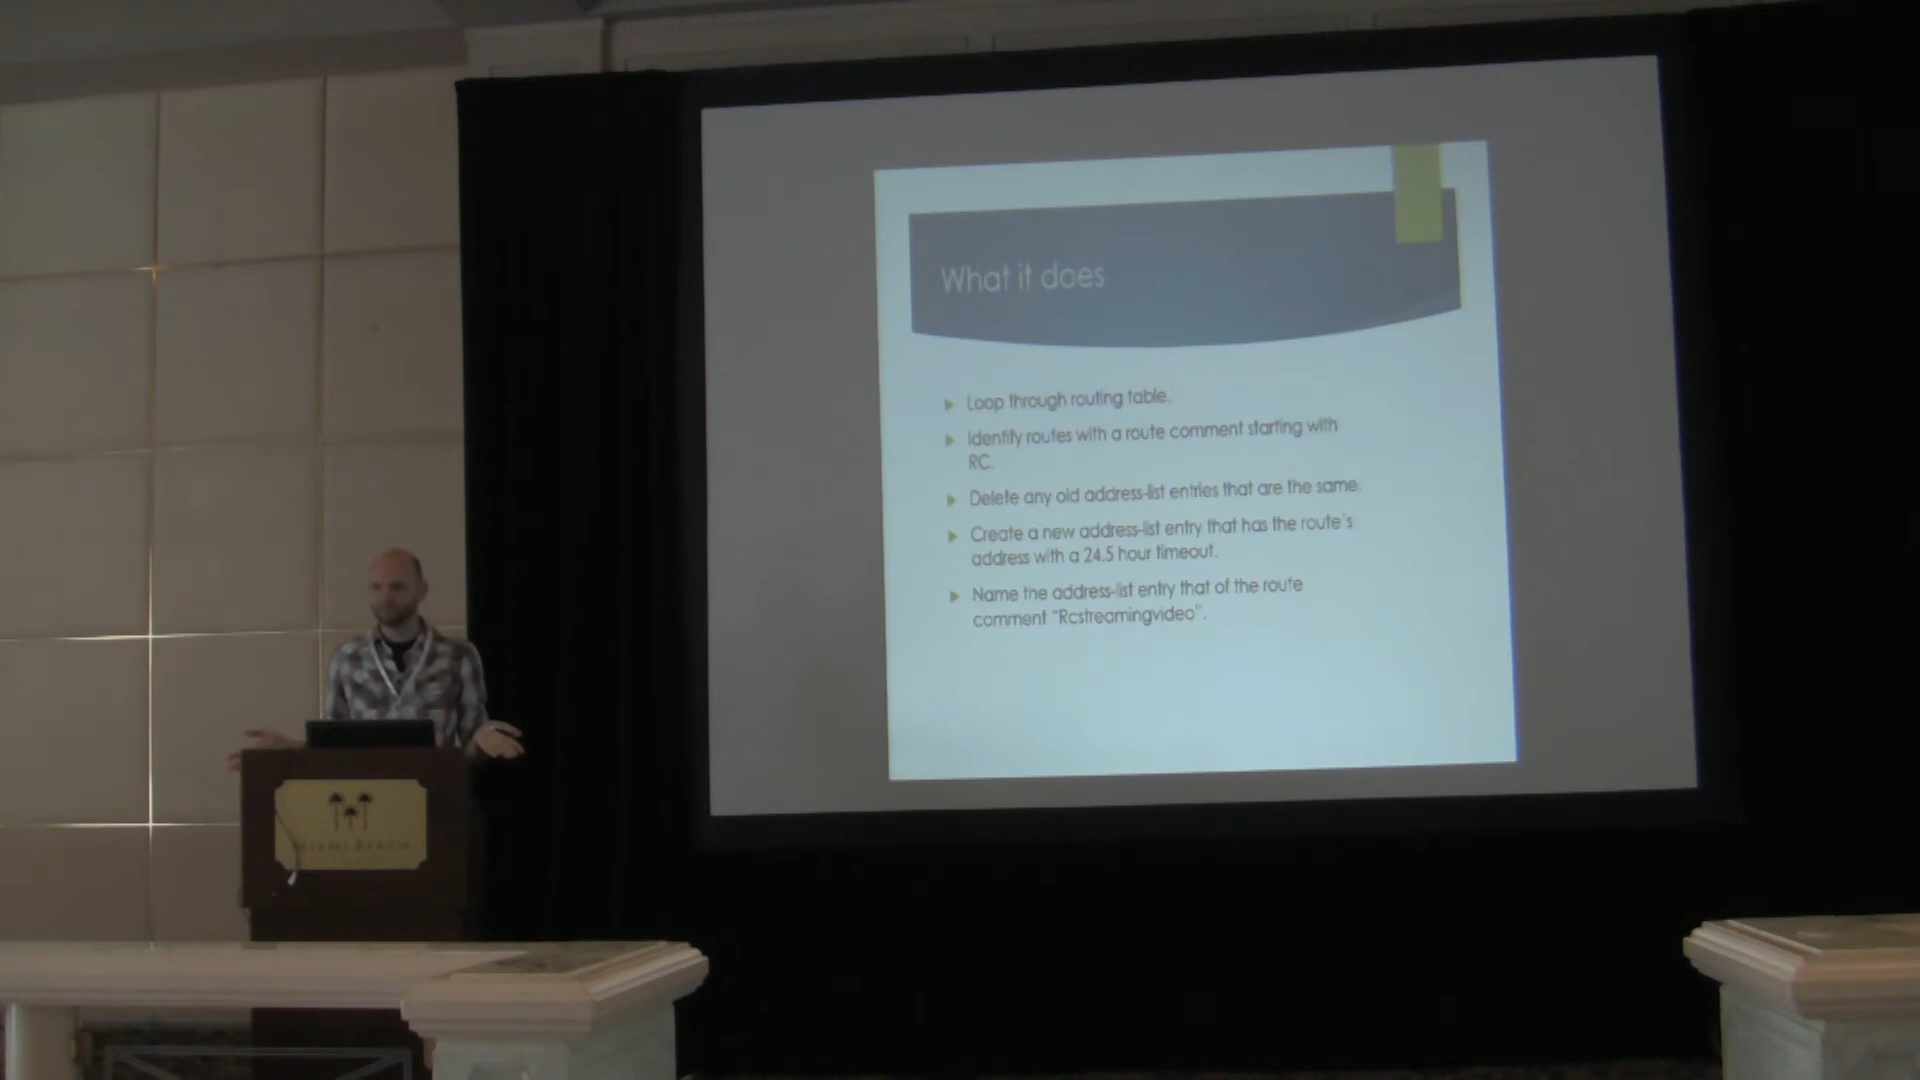 What it does
Loop through routing table.
Identify routes with a route comment starting with
RC.
Delete any old address-list entries that are the same.
Create a new address-list entry that has the route's
address with a 24.5 hour timeout.
Name the address-list entry that of the route
comment "Rcstreamingvideo".
MIAMI BEACH